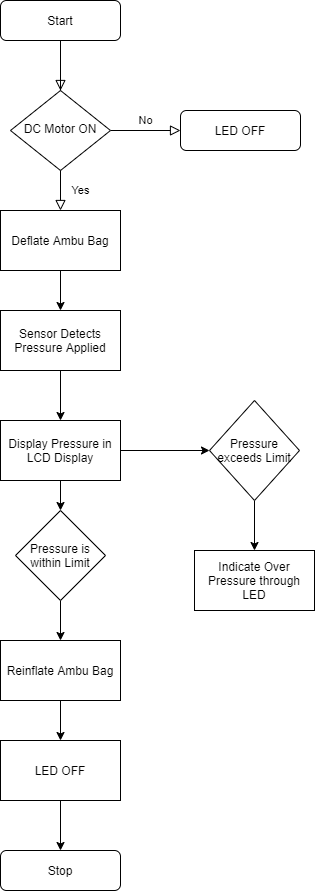 Start
DC Motor ON
No
LED OFF
Yes
Deflate Ambu Bag
Sensor Detects
Pressure Applied
Display Pressure in
LCD Display
Pressure
exceeds Limit
Pressure is
within Limit
Indicate Over
Pressure through
LED
Reinflate Ambu Bag
LED OFF
Stop